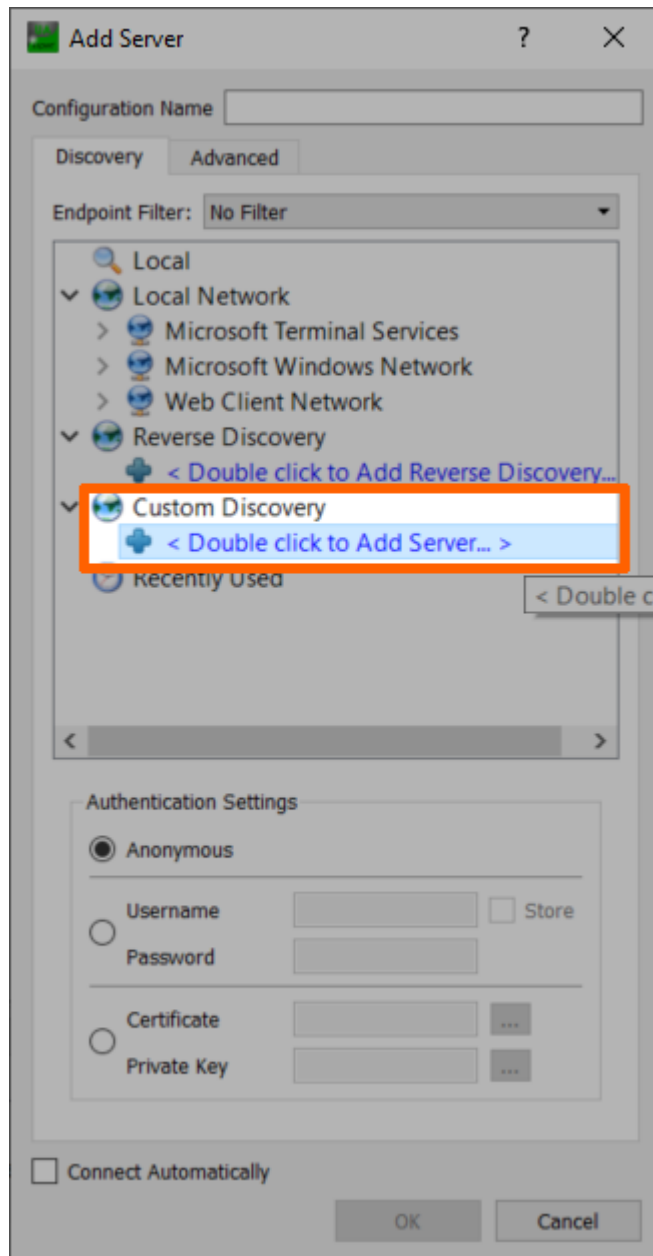 Add Server
?
Configuration Name
Discovery Advanced
Endpoint Filter: No Filter
Local
Local Network
Microsoft Terminal Services
Microsoft Windows Network
Web Client Network
Reverse Discovery
< Double click to Add Reverse Discovery...
Custom Discovery
< Double click to Add Server... >
Recently Used
< Double c
Authentication Settings
Anonymous
Username Store
Password
Certificate ...
Private Key ...
Connect Automatically
OK Cancel